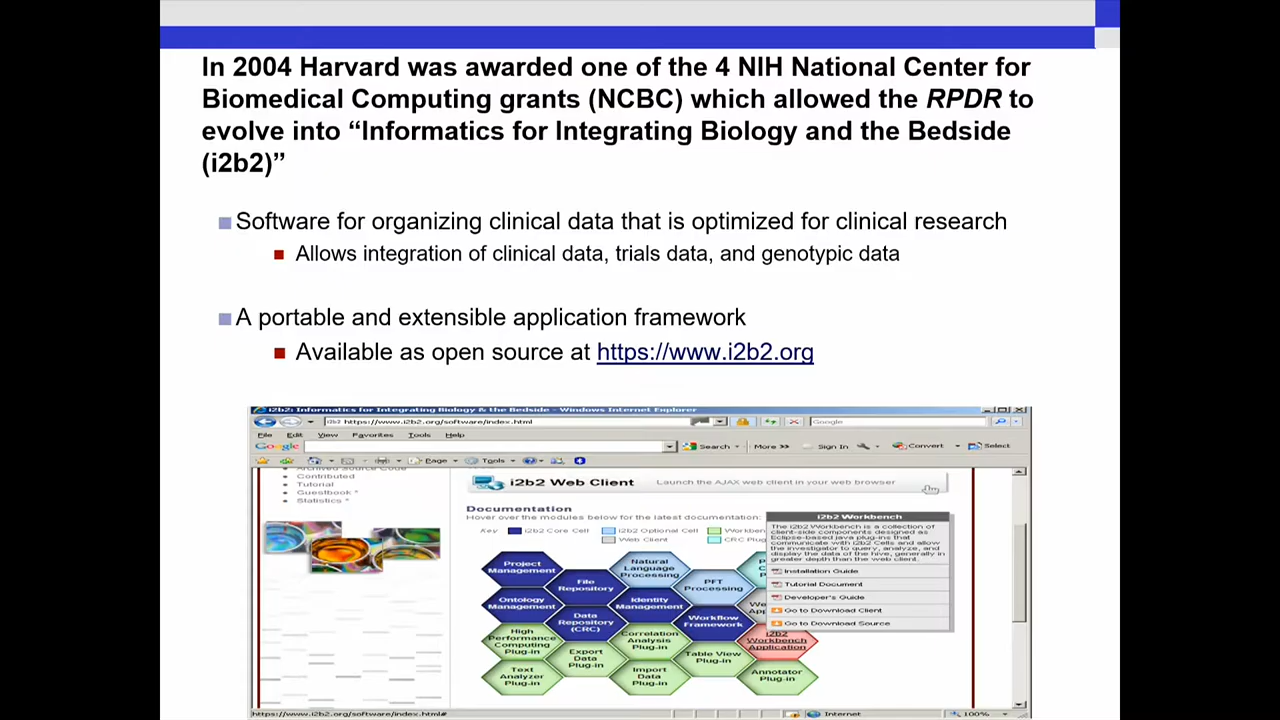 In 2004 Harvard was awarded one of the 4 NIH National Center for
Biomedical Computing grants (NCBC) which allowed the RPDR to
evolve into “Informatics for Integrating Biology and the Bedside
(i2b2)”
Software for organizing clinical data that is optimized for clinical research
Allows integration of clinical data, trials data, and genotypic data
A portable and extensible application framework
Available as open source at https://www.i2b2.org
i2b2: Informatics for Integrating Biology & the Bedside - Windows Internet Explorer
https://www.i2b2.org/software/index.html
Google
File Edit View Favorites Tools Help
Google Search More >> Sign In Convert Select
Page Tools
Archived Source Code
Contributed
Tutorial
Guestbook *
Statistics *
i2b2 Web Client Launch the AJAX web client in your web browser
Documentation
Hover over the modules below for the latest documentation:
Key i2b2 Core Cell i2b2 Optional Cell
Web Client CRC Plug-
i2b2 Workbench
The i2b2 Workbench is a collection of
client-side components designed as
Eclipse-based java plug-ins that
communicate with i2b2 Cells and allow
the investigator to query, analyze, and
display the data of the hive, generally in
greater depth than the web client.
Installation Guide
Tutorial Document
Developer's Guide
Go to Download Client
Go to Download Source
Project
Management
File
Repository
Natural
Language
Processing
PFT
Processing
Ontology
Management
Data
Repository
(CRC)
Identity
Management
Workflow
Framework
High
Performance
Computing
Plug-in
Export
Data
Plug-in
Correlation
Analysis
Plug-in
Table View
Plug-in
i2b2
Workbench
Application
Text
Analyzer
Plug-in
Import
Data
Plug-in
Annotator
Plug-in
https://www.i2b2.org/software/index.html#
Internet
100%